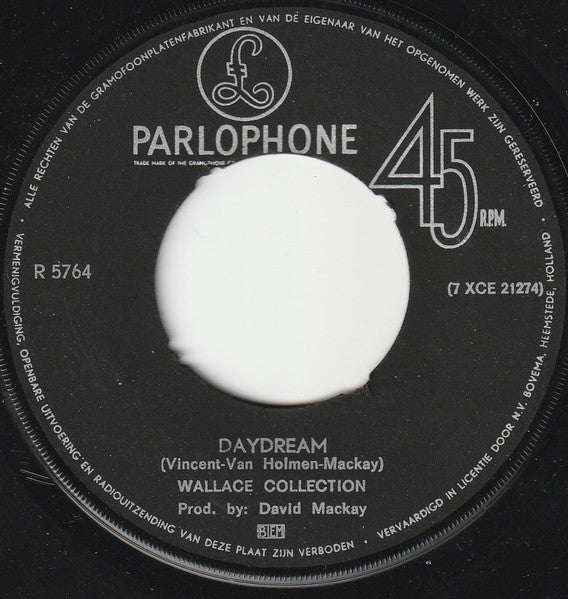 ALLE RECHTEN VAN DE GRAMOFOONPLATENFABRIKANT EN VAN DE EIGENAAR VAN HET OPGENOMEN WERK ZIJN GERESERVEERD
£
PARLOPHONE
TRADE MARK OF THE GRAMOPHONE CO
45
R.P.M.
R 5764
(7 XCE 21274)
DAYDREAM
(Vincent-Van Holmen-Mackay)
WALLACE COLLECTION
Prod. by: David Mackay
BIEM
VERMENIGVULDIGING, OPENBARE UITVOERING EN RADIOUITZENDING VAN DEZE PLAAT ZIJN VERBODEN
VERVAARDIGD IN LICENTIE DOOR N.V. BOVEMA, HEEMSTEDE, HOLLAND